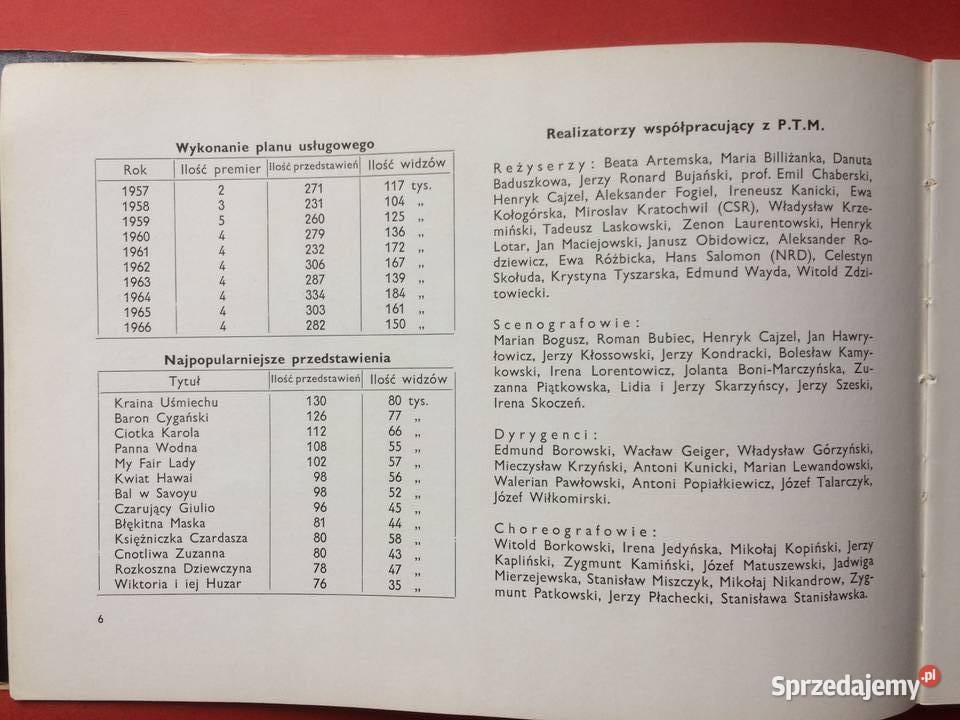 Wykonanie planu usługowego
Rok Ilość premier Ilość przedstawień Ilość widzów
1957 2 271 117 tys.
1958 3 231 104 „
1959 5 260 125 „
1960 4 279 136 „
1961 4 232 172 „
1962 4 306 167 „
1963 4 287 139 „
1964 4 334 184 „
1965 4 303 161 „
1966 4 282 150 „
Najpopularniejsze przedstawienia
Tytuł Ilość przedstawień Ilość widzów
Kraina Uśmiechu 130 80 tys.
Baron Cygański 126 77 „
Ciotka Karola 112 66 „
Panna Wodna 108 55 „
My Fair Lady 102 57 „
Kwiat Hawai 98 56 „
Bal w Savoyu 98 52 „
Czarujący Giulio 96 45 „
Błękitna Maska 81 44 „
Księżniczka Czardasza 80 58 „
Cnotliwa Zuzanna 80 43 „
Rozkoszna Dziewczyna 78 47 „
Wiktoria i iej Huzar 76 35 „
6
Realizatorzy współpracujący z P.T.M.
Reżyserzy: Beata Artemska, Maria Billiżanka, Danuta
Baduszkowa, Jerzy Ronard Bujański, prof. Emil Chaberski,
Henryk Cajzel, Aleksander Fogiel, Ireneusz Kanicki, Ewa
Kołogórska, Miroslav Kratochwil (CSR), Władysław Krze-
miński, Tadeusz Laskowski, Zenon Laurentowski, Henryk
Lotar, Jan Maciejowski, Janusz Obidowicz, Aleksander Ro-
dziewicz, Ewa Różbicka, Hans Salomon (NRD), Celestyn
Skołuda, Krystyna Tyszarska, Edmund Wayda, Witold Zdzi-
towiecki.
Scenografowie:
Marian Bogusz, Roman Bubiec, Henryk Cajzel, Jan Hawry-
łowicz, Jerzy Kłossowski, Jerzy Kondracki, Bolesław Kamy-
kowski, Irena Lorentowicz, Jolanta Boni-Marczyńska, Zu-
zanna Piątkowska, Lidia i Jerzy Skarzyńscy, Jerzy Szeski,
Irena Skoczeń.
Dyrygenci:
Edmund Borowski, Wacław Geiger, Władysław Górzyński,
Mieczysław Krzyński, Antoni Kunicki, Marian Lewandowski,
Walerian Pawłowski, Antoni Popiałkiewicz, Józef Talarczyk,
Józef Wiłkomirski.
Choreografowie:
Witold Borkowski, Irena Jedyńska, Mikołaj Kopiński, Jerzy
Kapliński, Zygmunt Kamiński, Józef Matuszewski, Jadwiga
Mierzejewska, Stanisław Miszczyk, Mikołaj Nikandrow, Zyg-
munt Patkowski, Jerzy Płachecki, Stanisława Stanisławska.
Sprzedajemy.pl